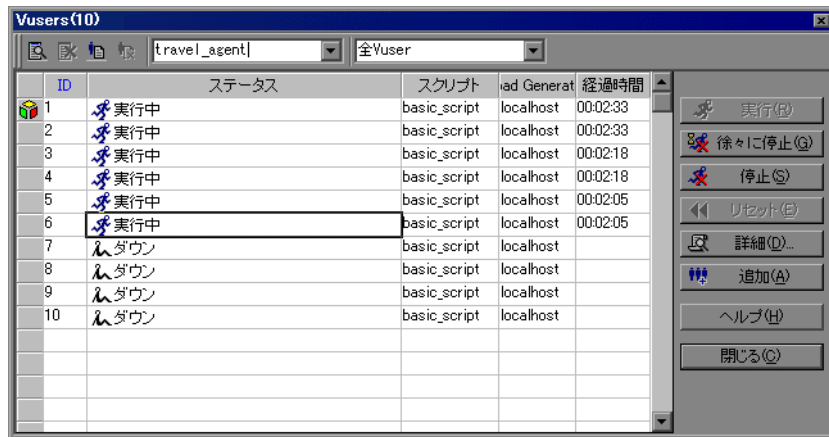 Vusers(10)
travel_agent 全Vuser
ID ステータス スクリプト oad Generat 経過時間
1 実行中 basic_script localhost 00:02:33
2 実行中 basic_script localhost 00:02:33
3 実行中 basic_script localhost 00:02:18
4 実行中 basic_script localhost 00:02:18
5 実行中 basic_script localhost 00:02:05
6 実行中 basic_script localhost 00:02:05
7 ダウン basic_script localhost
8 ダウン basic_script localhost
9 ダウン basic_script localhost
10 ダウン basic_script localhost
実行(R)
徐々に停止(G)
停止(S)
リセット(E)
詳細(D)...
追加(A)
ヘルプ(H)
閉じる(C)